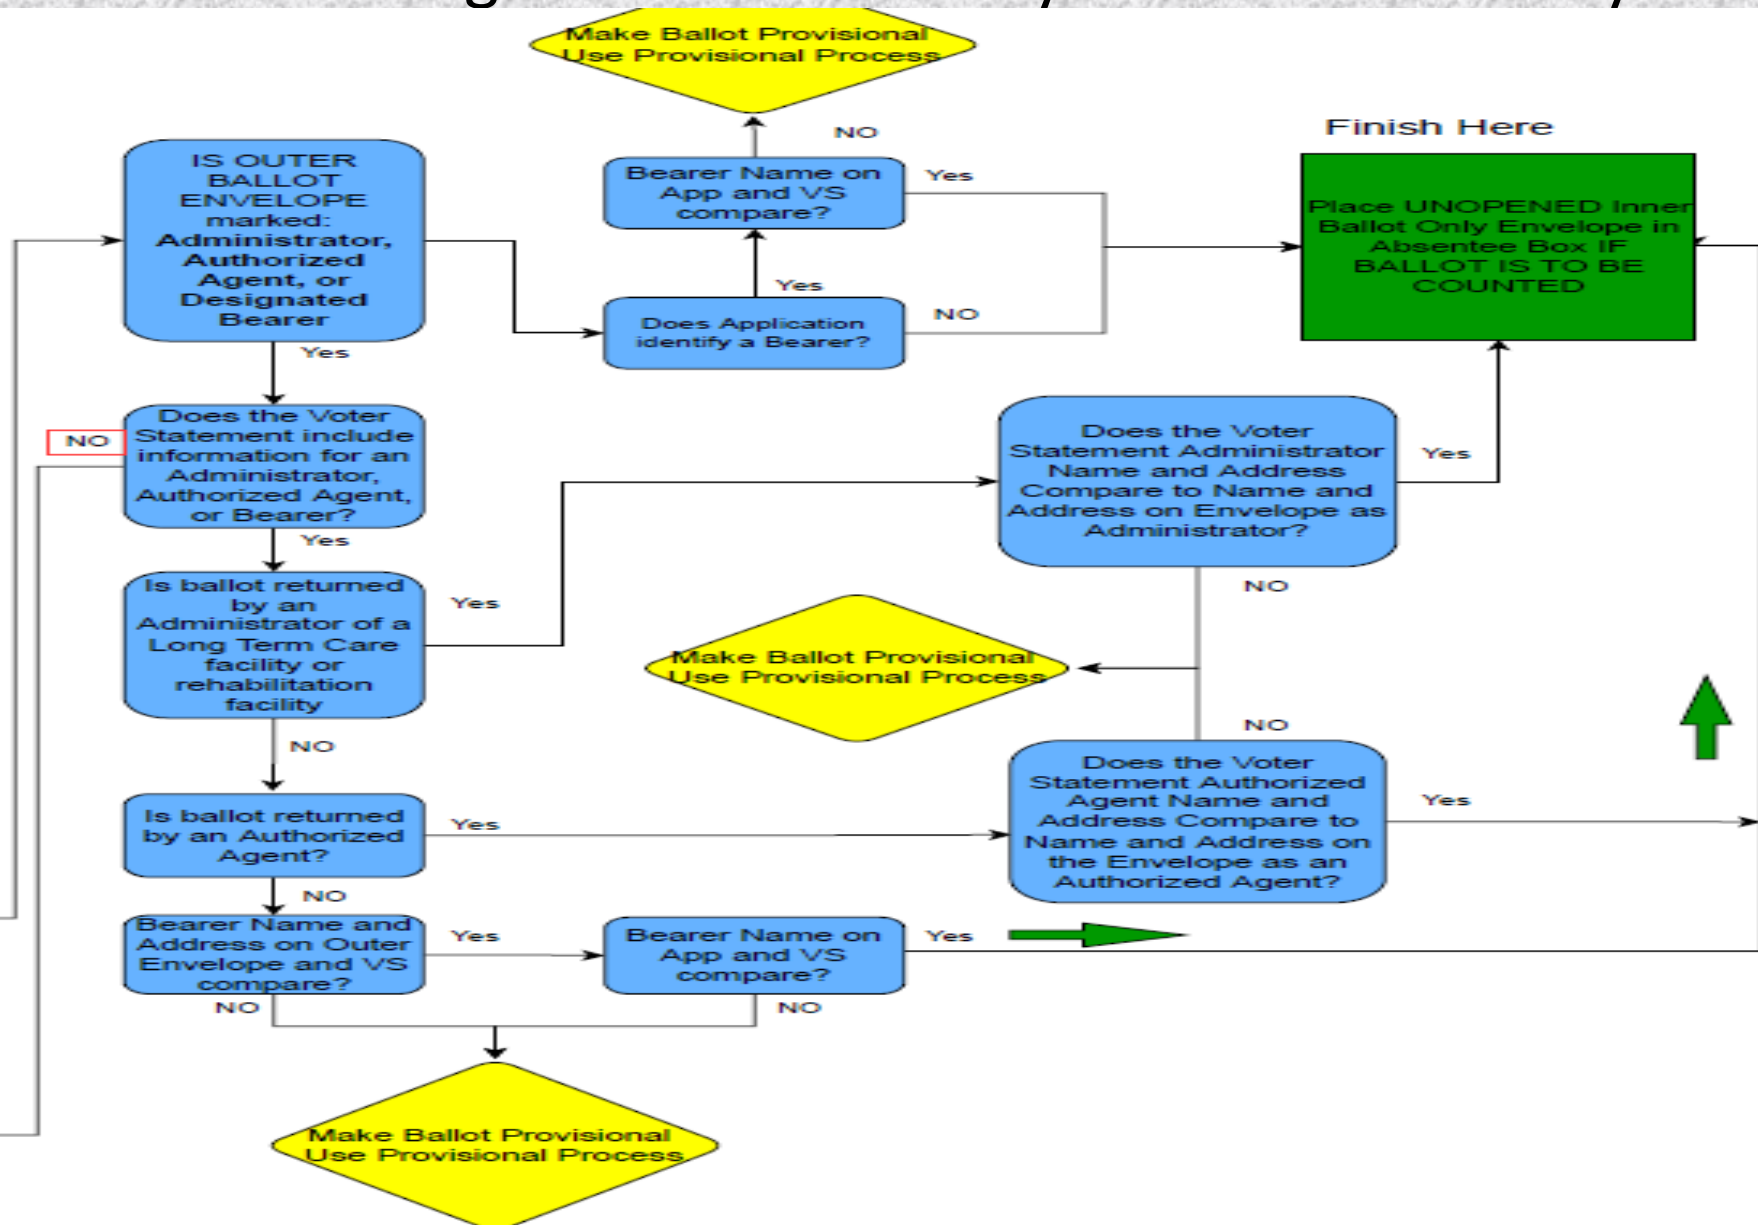 Make Ballot Provisional
Use Provisional Process
NO
Finish Here
IS OUTER
BALLOT
ENVELOPE
marked:
Administrator,
Authorized
Agent, or
Designated
Bearer
Bearer Name on
App and VS
compare?
Yes
Place UNOPENED Inner
Ballot Only Envelope in
Absentee Box IF
BALLOT IS TO BE
COUNTED
Yes
Does Application
identify a Bearer?
NO
Yes
NO
Does the Voter
Statement include
information for an
Administrator,
Authorized Agent,
or Bearer?
Does the Voter
Statement Administrator
Name and Address
Compare to Name and
Address on Envelope as
Administrator?
Yes
Yes
NO
Is ballot returned
by an
Administrator of a
Long Term Care
facility or
rehabilitation
facility
Yes
Make Ballot Provisional
Use Provisional Process
NO
NO
Is ballot returned
by an Authorized
Agent?
Yes
Does the Voter
Statement Authorized
Agent Name and
Address Compare to
Name and Address on
the Envelope as an
Authorized Agent?
Yes
NO
Bearer Name and
Address on Outer
Envelope and VS
compare?
Yes
Bearer Name on
App and VS
compare?
Yes
NO
NO
Make Ballot Provisional
Use Provisional Process